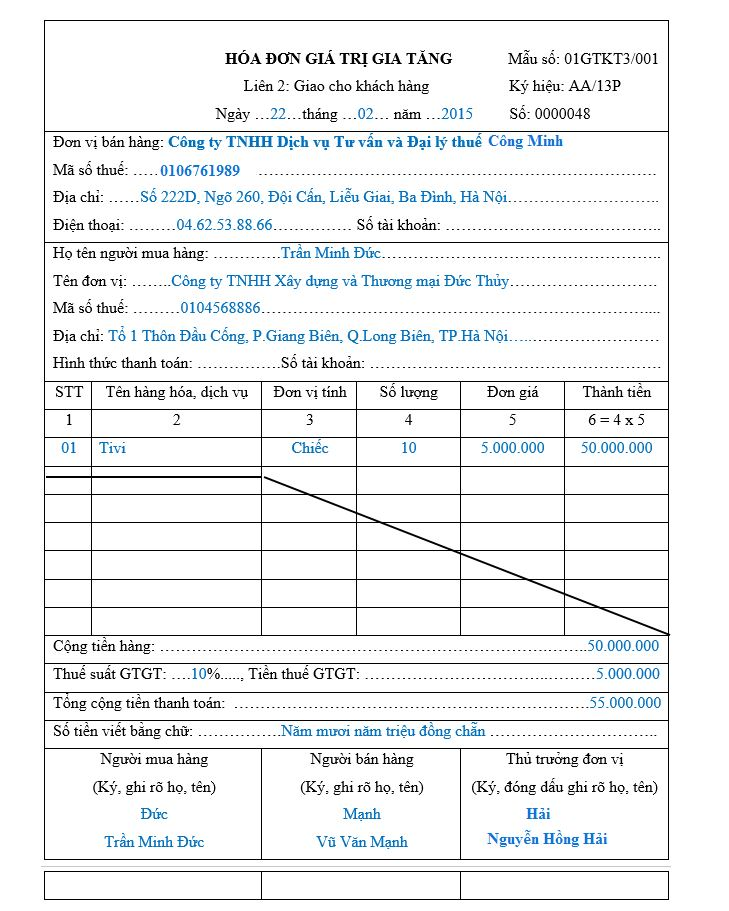 HÓA ĐƠN GIÁ TRỊ GIA TĂNG Mẫu số: 01GTKT3/001
Liên 2: Giao cho khách hàng Ký hiệu: AA/13P
Ngày …22…tháng …02… năm …2015 Số: 0000048
Đơn vị bán hàng: Công ty TNHH Dịch vụ Tư vấn và Đại lý thuế Công Minh
Mã số thuế: …..0106761989 ……………………………………………………………………
Địa chỉ: ……Số 222D, Ngõ 260, Đội Cấn, Liễu Giai, Ba Đình, Hà Nội………………………..
Điện thoại: ………04.62.53.88.66…………… Số tài khoản: …………………………………..
Họ tên người mua hàng: ………….Trần Minh Đức……………………………………………...
Tên đơn vị: ……..Công ty TNHH Xây dựng và Thương mại Đức Thủy……………………….
Mã số thuế: ………0104568886…………………………………………………………………...
Địa chỉ: Tổ 1 Thôn Đầu Cống, P.Giang Biên, Q.Long Biên, TP.Hà Nội…..……………………
Hình thức thanh toán: …………….Số tài khoản: ……………………………………………….
STT Tên hàng hóa, dịch vụ Đơn vị tính Số lượng Đơn giá Thành tiền
1 2 3 4 5 6 = 4 x 5
01 Tivi Chiếc 10 5.000.000 50.000.000
Cộng tiền hàng: …………………………………………………………………………..50.000.000
Thuế suất GTGT: ….10%....., Tiền thuế GTGT: ………………………………………5.000.000
Tổng cộng tiền thanh toán: ……………………………………………………………..55.000.000
Số tiền viết bằng chữ: …………….Năm mươi năm triệu đồng chẵn ……………………………..
Người mua hàng Người bán hàng Thủ trưởng đơn vị
(Ký, ghi rõ họ, tên) (Ký, ghi rõ họ, tên) (Ký, đóng dấu ghi rõ họ, tên)
Đức Mạnh Hải
Trần Minh Đức Vũ Văn Mạnh Nguyễn Hồng Hải